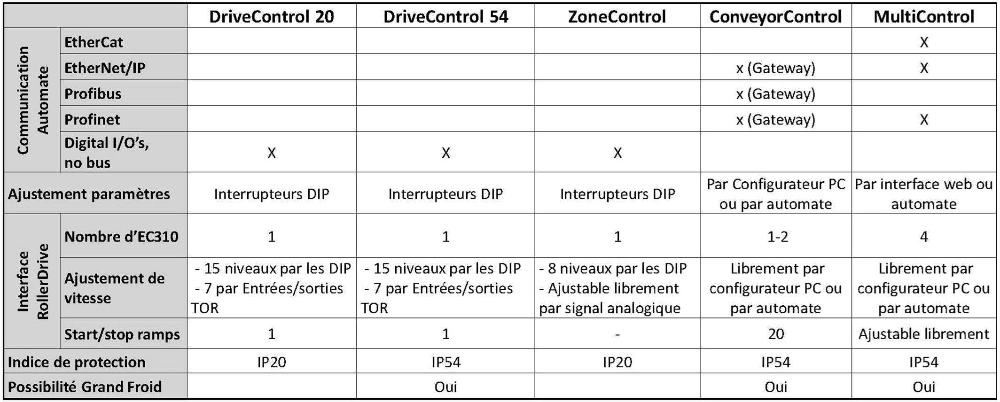 DriveControl 20 DriveControl 54 ZoneControl ConveyorControl MultiControl
Communication
Automate
EtherCat X
EtherNet/IP x (Gateway) X
Profibus x (Gateway)
Profinet x (Gateway) X
Digital I/O’s,
no bus X X X
Ajustement paramètres Interrupteurs DIP Interrupteurs DIP Interrupteurs DIP
Par Configurateur PC
ou par automate
Par interface web ou
automate
Interface
RollerDrive
Nombre d’EC310 1 1 1 1-2 4
Ajustement de
vitesse
- 15 niveaux par les DIP
- 7 par Entrées/sorties
TOR
- 15 niveaux par les DIP
- 7 par Entrées/sorties
TOR
- 8 niveaux par les DIP
- Ajustable librement
par signal analogique
Librement par
configurateur PC ou
par automate
Librement par
configurateur PC ou
par automate
Start/stop ramps 1 1 - 20 Ajustable librement
Indice de protection IP20 IP54 IP20 IP54 IP54
Possibilité Grand Froid Oui Oui Oui